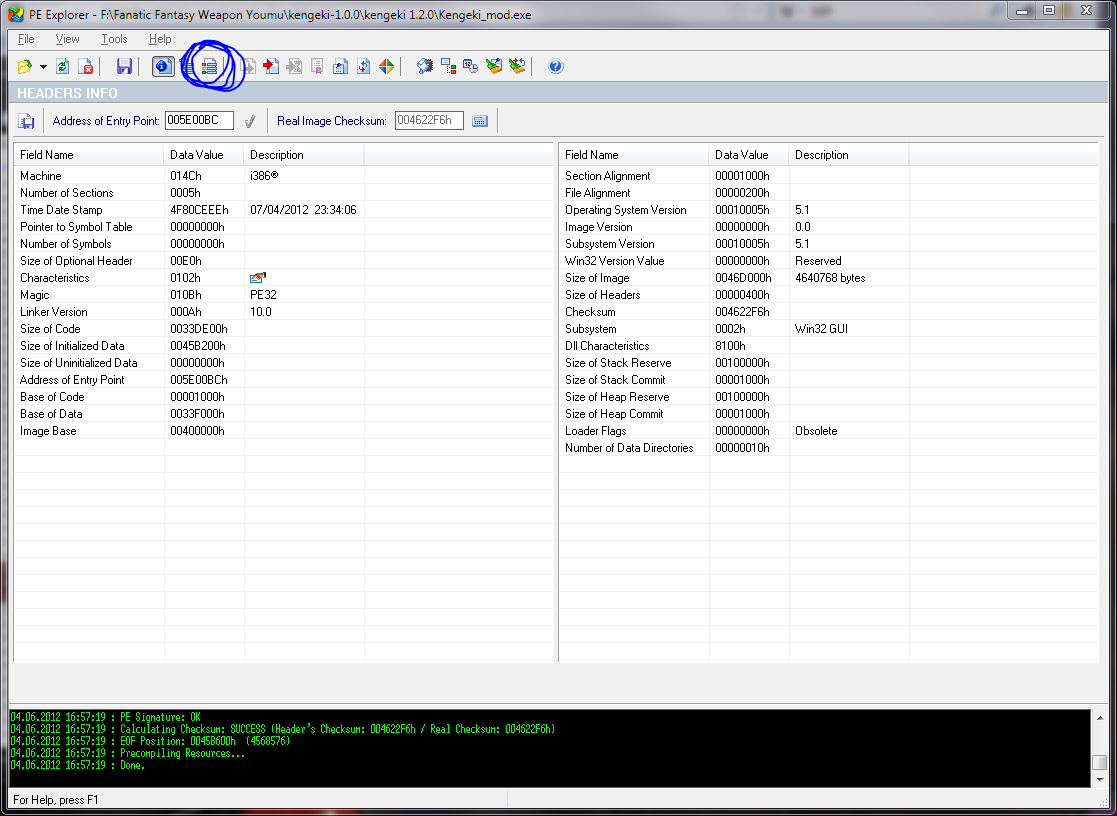 PE Explorer - F:\Fanatic Fantasy Weapon Youmu\kengeki-1.0.0\kengeki 1.2.0\Kengeki_mod.exe
File View Tools Help
HEADERS INFO
Address of Entry Point: 005E00BC Real Image Checksum: 004622F6h
Field Name Data Value Description
Machine 014Ch i386®
Number of Sections 0005h
Time Date Stamp 4F80CEEEh 07/04/2012 23:34:06
Pointer to Symbol Table 00000000h
Number of Symbols 00000000h
Size of Optional Header 00E0h
Characteristics 0102h
Magic 010Bh PE32
Linker Version 000Ah 10.0
Size of Code 0033DE00h
Size of Initialized Data 0045B200h
Size of Uninitialized Data 00000000h
Address of Entry Point 005E00BCh
Base of Code 00001000h
Base of Data 0033F000h
Image Base 00400000h
Field Name Data Value Description
Section Alignment 00001000h
File Alignment 00000200h
Operating System Version 00010005h 5.1
Image Version 00000000h 0.0
Subsystem Version 00010005h 5.1
Win32 Version Value 00000000h Reserved
Size of Image 0046D000h 4640768 bytes
Size of Headers 00000400h
Checksum 004622F6h
Subsystem 0002h Win32 GUI
Dll Characteristics 8100h
Size of Stack Reserve 00100000h
Size of Stack Commit 00001000h
Size of Heap Reserve 00100000h
Size of Heap Commit 00001000h
Loader Flags 00000000h Obsolete
Number of Data Directories 00000010h
04.06.2012 16:57:19 : PE Signature: OK
04.06.2012 16:57:19 : Calculating Checksum: SUCCESS (Header's Checksum: 004622F6h / Real Checksum: 004622F6h)
04.06.2012 16:57:19 : EOF Position: 0045B600h (4568576)
04.06.2012 16:57:19 : Precompiling Resources...
04.06.2012 16:57:19 : Done.
For Help, press F1